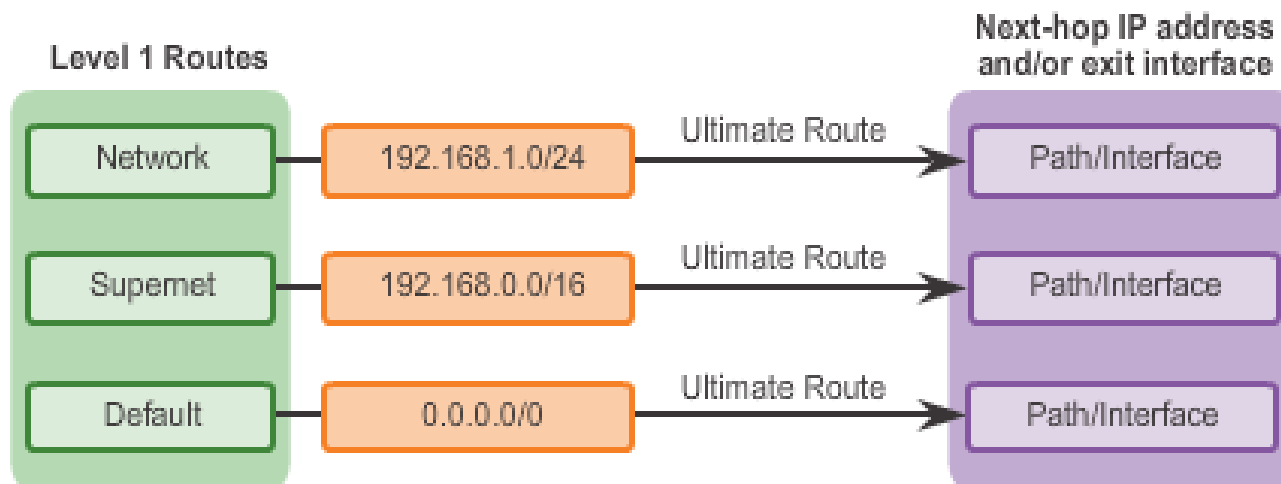 Level 1 Routes
Next-hop IP address
and/or exit interface
Network
192.168.1.0/24
Ultimate Route
Path/Interface
Supernet
192.168.0.0/16
Ultimate Route
Path/Interface
Default
0.0.0.0/0
Ultimate Route
Path/Interface